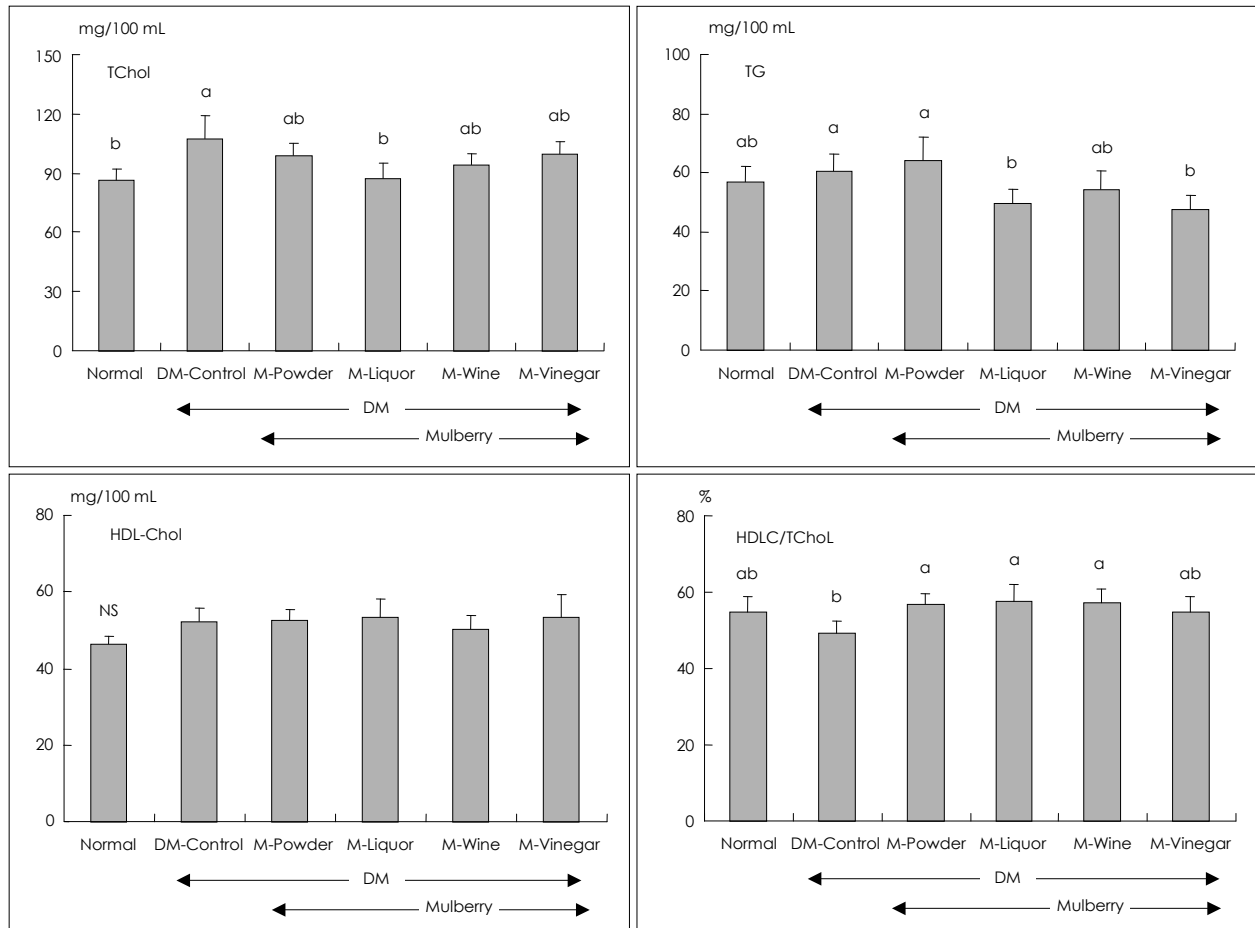 mg/100 mL
150
120
90
60
30
0
TChol
b
a
ab
b
ab
ab
Normal DM-Control M-Powder M-Liquor M-Wine M-Vinegar
DM
Mulberry
mg/100 mL
100
80
60
40
20
0
TG
ab
a
a
b
ab
b
Normal DM-Control M-Powder M-Liquor M-Wine M-Vinegar
DM
Mulberry
mg/100 mL
80
60
40
20
0
HDL-Chol
NS
Normal DM-Control M-Powder M-Liquor M-Wine M-Vinegar
DM
Mulberry
%
80
60
40
20
0
HDLC/TChoL
ab
b
a
a
a
ab
Normal DM-Control M-Powder M-Liquor M-Wine M-Vinegar
DM
Mulberry